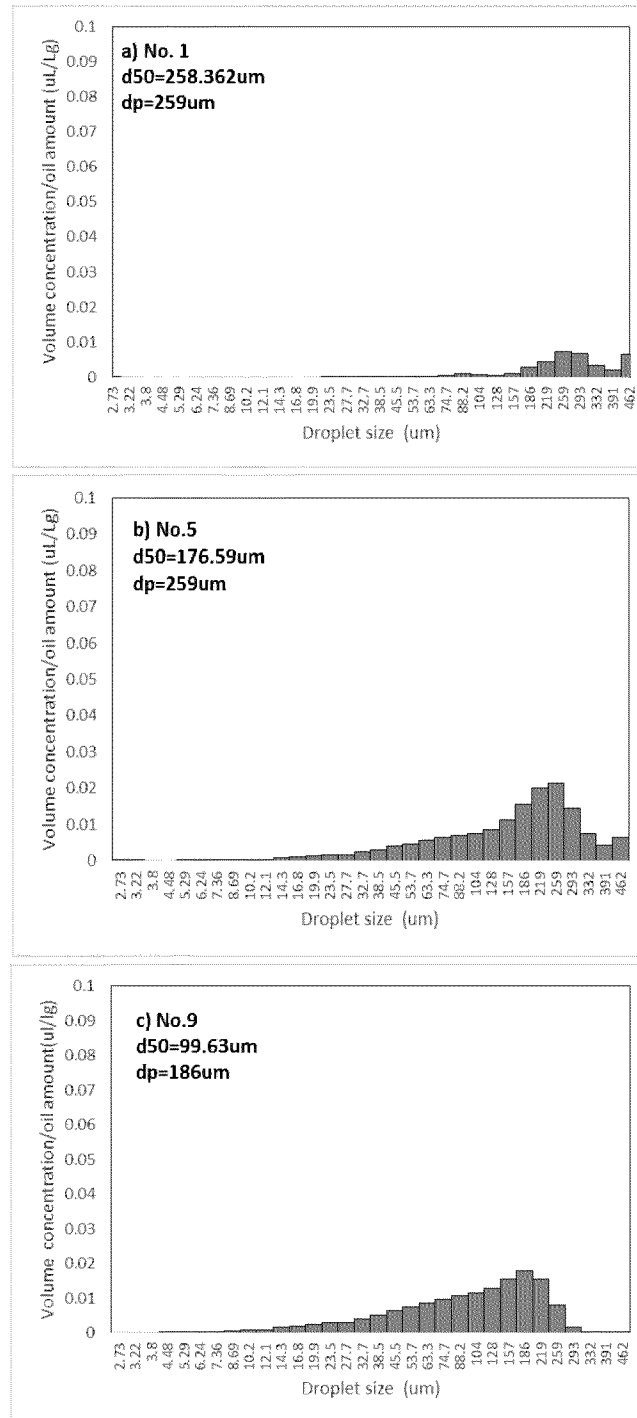 a) No. 1
d50=258.362um
dp=259um
Volume concentration/oil amount (uL/Lg)
0.1
0.09
0.08
0.07
0.06
0.05
0.04
0.03
0.02
0.01
0
2.73 3.22 3.8 4.48 5.29 6.24 7.36 8.69 10.2 12.1 14.3 16.8 19.9 23.5 27.7 32.7 38.5 45.5 53.7 63.3 74.7 88.2 104 128 157 186 219 259 293 332 391 462
Droplet size (um)
b) No.5
d50=176.59um
dp=259um
Volume concentration/oil amount (uL/Lg)
0.1
0.09
0.08
0.07
0.06
0.05
0.04
0.03
0.02
0.01
0
2.73 3.22 3.8 4.48 5.29 6.24 7.36 8.69 10.2 12.1 14.3 16.8 19.9 23.5 27.7 32.7 38.5 45.5 53.7 63.3 74.7 88.2 104 128 157 186 219 259 293 332 391 462
Droplet size (um)
c) No.9
d50=99.63um
dp=186um
Volume concentration/oil amount(ul/lg)
0.1
0.09
0.08
0.07
0.06
0.05
0.04
0.03
0.02
0.01
0
2.73 3.22 3.8 4.48 5.29 6.24 7.36 8.69 10.2 12.1 14.3 16.8 19.9 23.5 27.7 32.7 38.5 45.5 53.7 63.3 74.7 88.2 104 128 157 186 219 259 293 332 391 462
Droplet size (um)